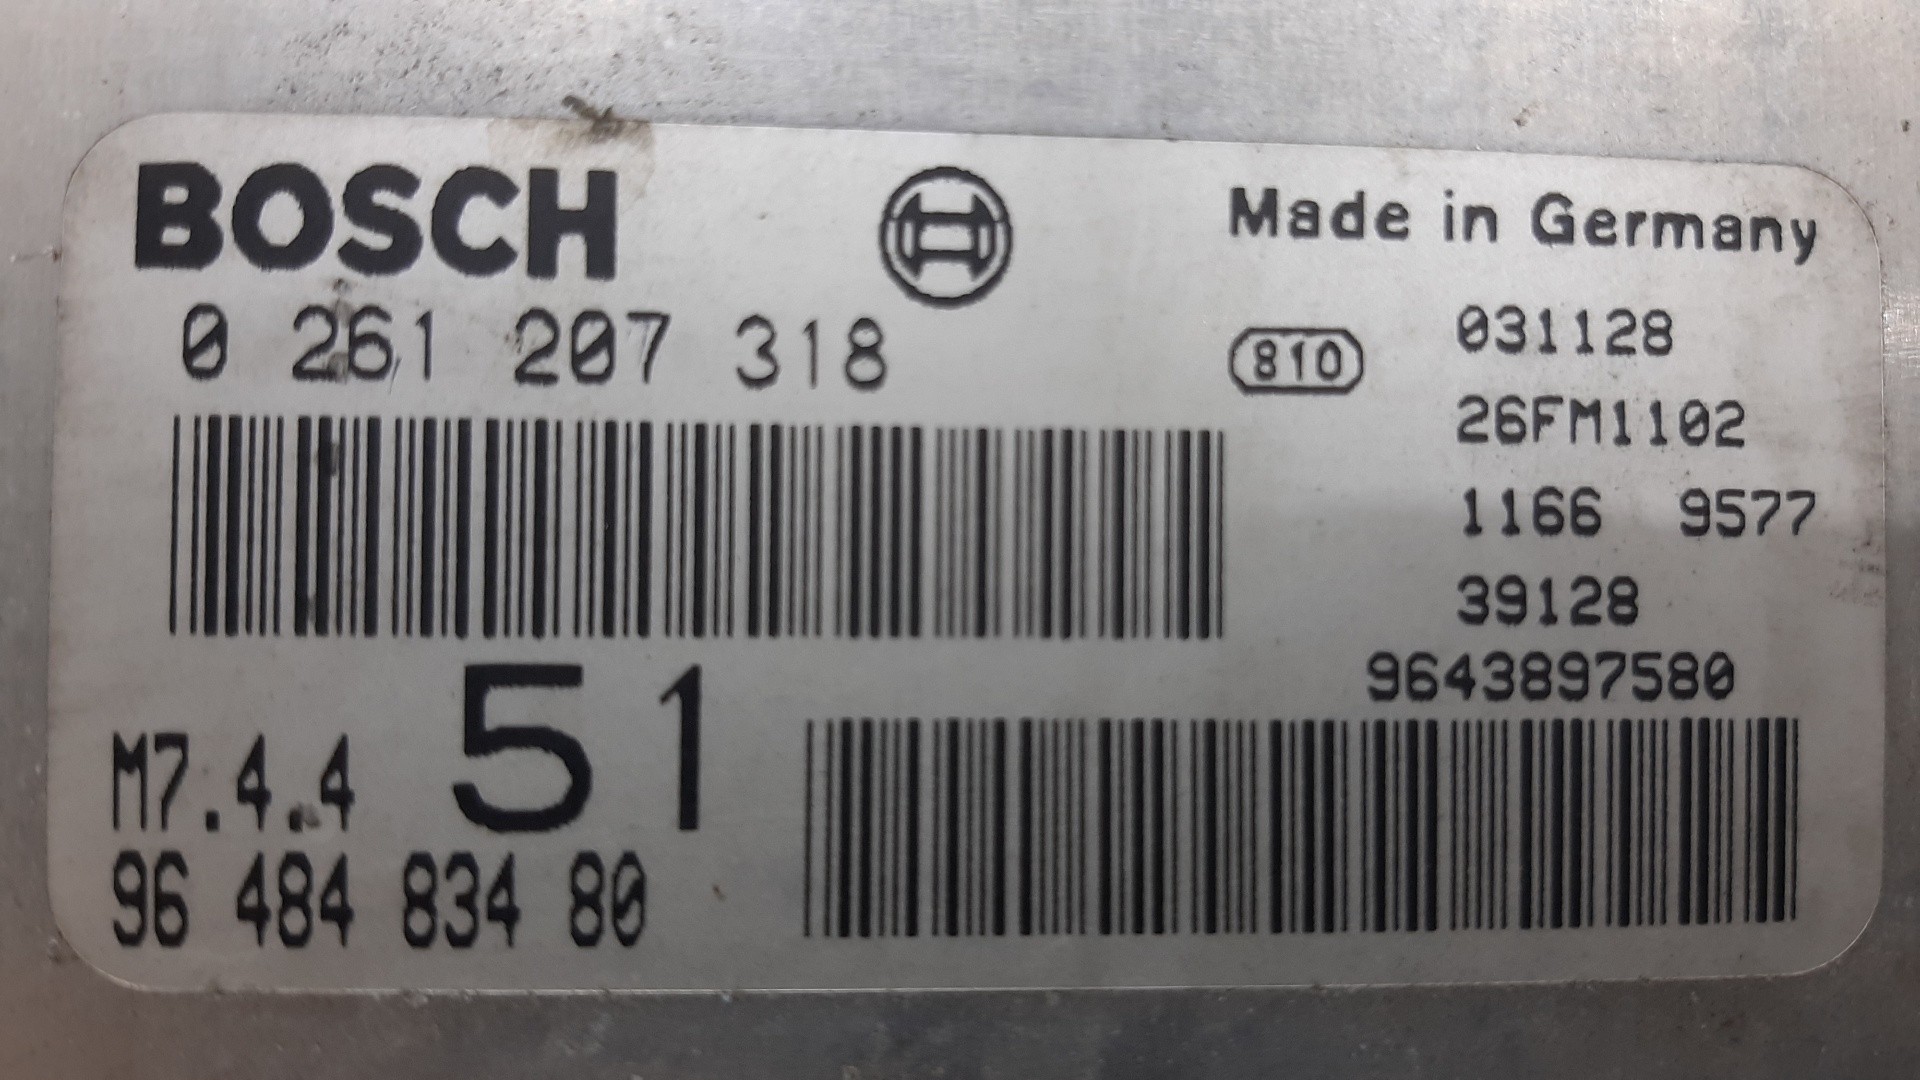 BOSCH
Made in Germany
0 261 207 318
810
031128
26FM1102
1166 9577
39128
9643897580
M7.4.4
51
96 484 834 80